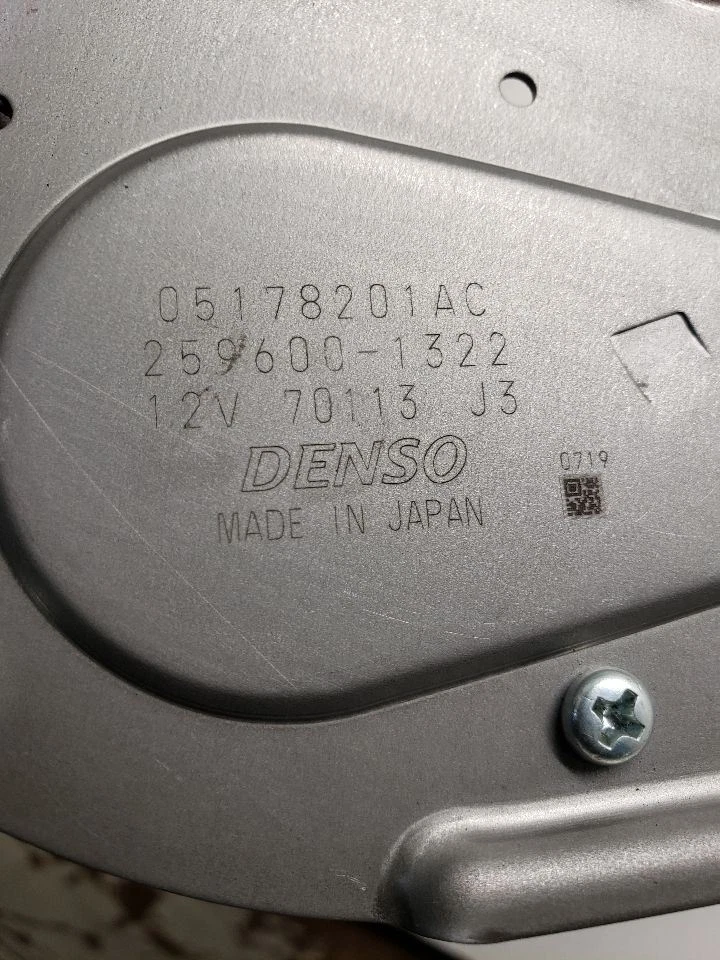 05178201AC
259600-1322
12V 70113 J3
DENSO
0719
MADE IN JAPAN